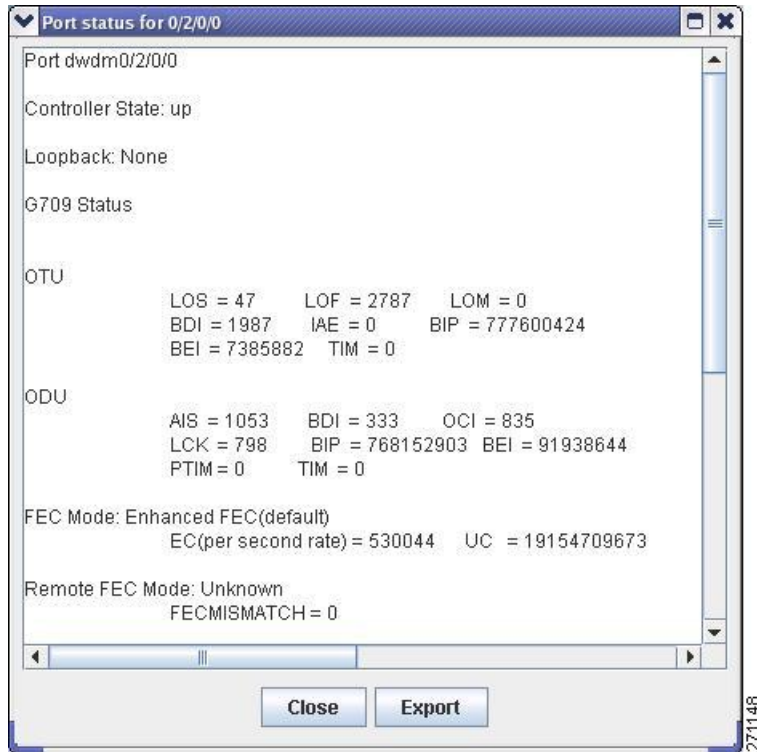 Port status for 0/2/0/0
Port dwdm0/2/0/0
Controller State: up
Loopback: None
G709 Status
OTU
LOS = 47 LOF = 2787 LOM = 0
BDI = 1987 IAE = 0 BIP = 777600424
BEI = 7385882 TIM = 0
ODU
AIS = 1053 BDI = 333 OCI = 835
LCK = 798 BIP = 768152903 BEI = 91938644
PTIM = 0 TIM = 0
FEC Mode: Enhanced FEC(default)
EC(per second rate) = 530044 UC = 19154709673
Remote FEC Mode: Unknown
FECMISMATCH = 0
Close Export
271148